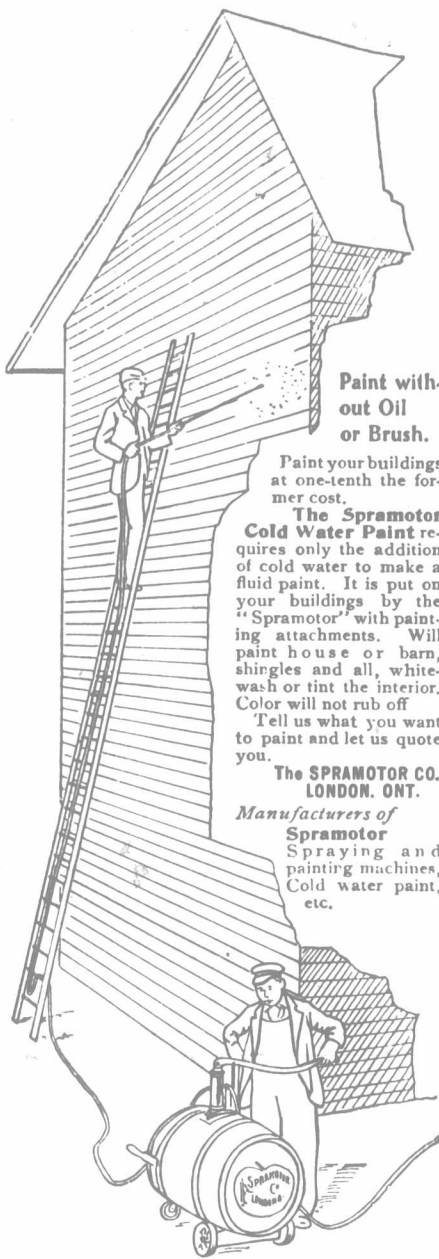 Paint with-
out Oil
or Brush.
Paint your buildings
at one-tenth the for-
mer cost.
The Spramotor
Cold Water Paint re-
quires only the addition
of cold water to make a
fluid paint. It is put on
your buildings by the
"Spramotor" with paint-
ing attachments. Will
paint house or barn,
shingles and all, white-
wash or tint the interior.
Color will not rub off
Tell us what you want
to paint and let us quote
you.
The SPRAMOTOR CO.
LONDON. ONT.
Manufacturers of
Spramotor
Spraying and
painting machines,
Cold water paint,
etc.
SPRAMOTOR
Co
LONDON